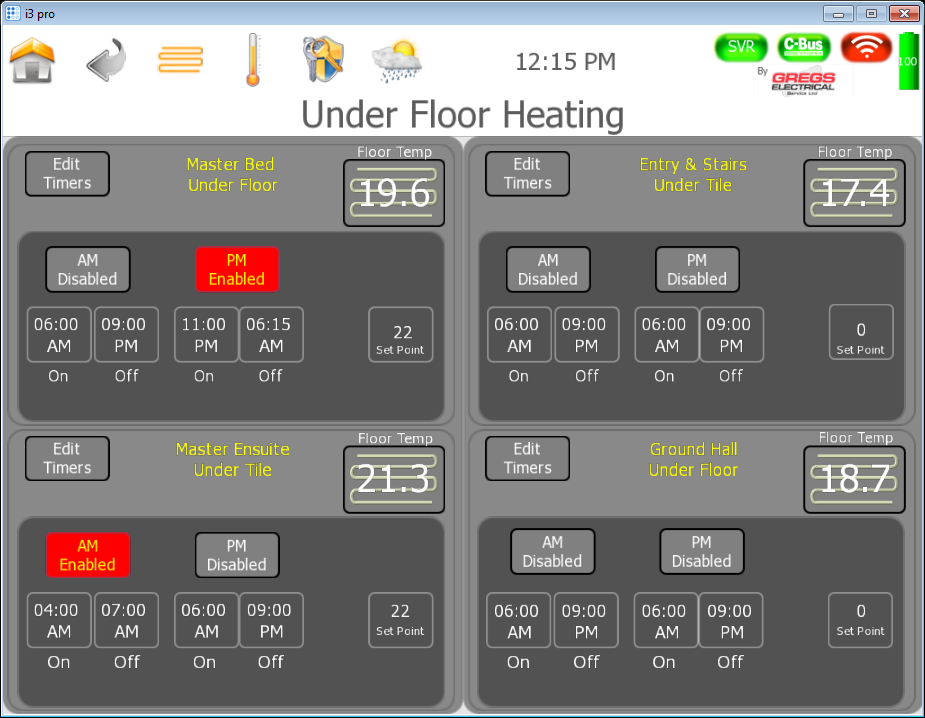 i3 pro
12:15 PM
SVR
C-Bus
100
By
GREGS
ELECTRICAL
Service Ltd
Under Floor Heating
Edit
Timers
Master Bed
Under Floor
Floor Temp
19.6
AM
Disabled
PM
Enabled
06:00
AM
09:00
PM
11:00
PM
06:15
AM
22
Set Point
On
Off
On
Off
Edit
Timers
Entry & Stairs
Under Tile
Floor Temp
17.4
AM
Disabled
PM
Disabled
06:00
AM
09:00
PM
06:00
AM
09:00
PM
0
Set Point
On
Off
On
Off
Edit
Timers
Master Ensuite
Under Tile
Floor Temp
21.3
AM
Enabled
PM
Disabled
04:00
AM
07:00
AM
06:00
AM
09:00
PM
22
Set Point
On
Off
On
Off
Edit
Timers
Ground Hall
Under Floor
Floor Temp
18.7
AM
Disabled
PM
Disabled
06:00
AM
09:00
PM
06:00
AM
09:00
PM
0
Set Point
On
Off
On
Off